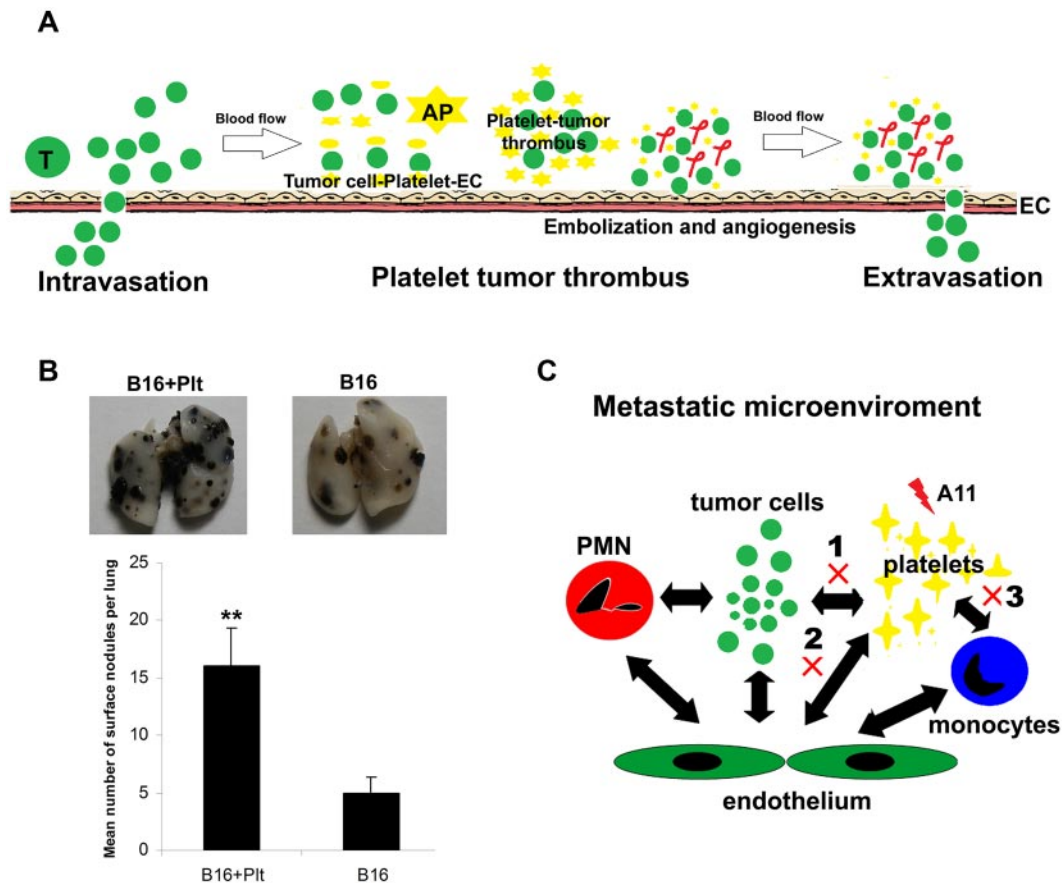 A
T
Blood flow
AP
Tumor cell-Platelet-EC
Platelet-tumor
thrombus
Blood flow
EC
Embolization and angiogenesis
Intravasation
Platelet tumor thrombus
Extravasation
B
B16+Plt
B16
Mean number of surface nodules per lung
25
20
15
10
5
0
**
B16+Plt
B16
C
Metastatic microenviroment
A11
tumor cells
PMN
1
platelets
2
3
monocytes
endothelium